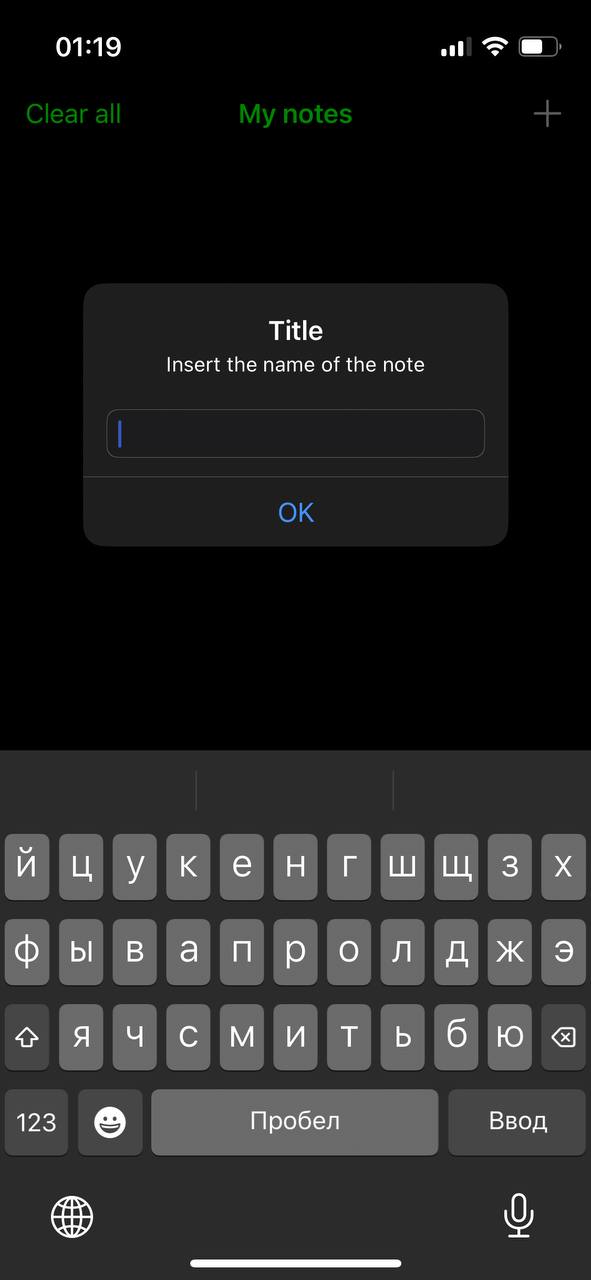 01:19
Clear all My notes
Title
Insert the name of the note
OK
й ц у к е н г ш щ з х
ф ы в а п р о л д ж э
я ч с м и т ь б ю
123 Пробел Ввод